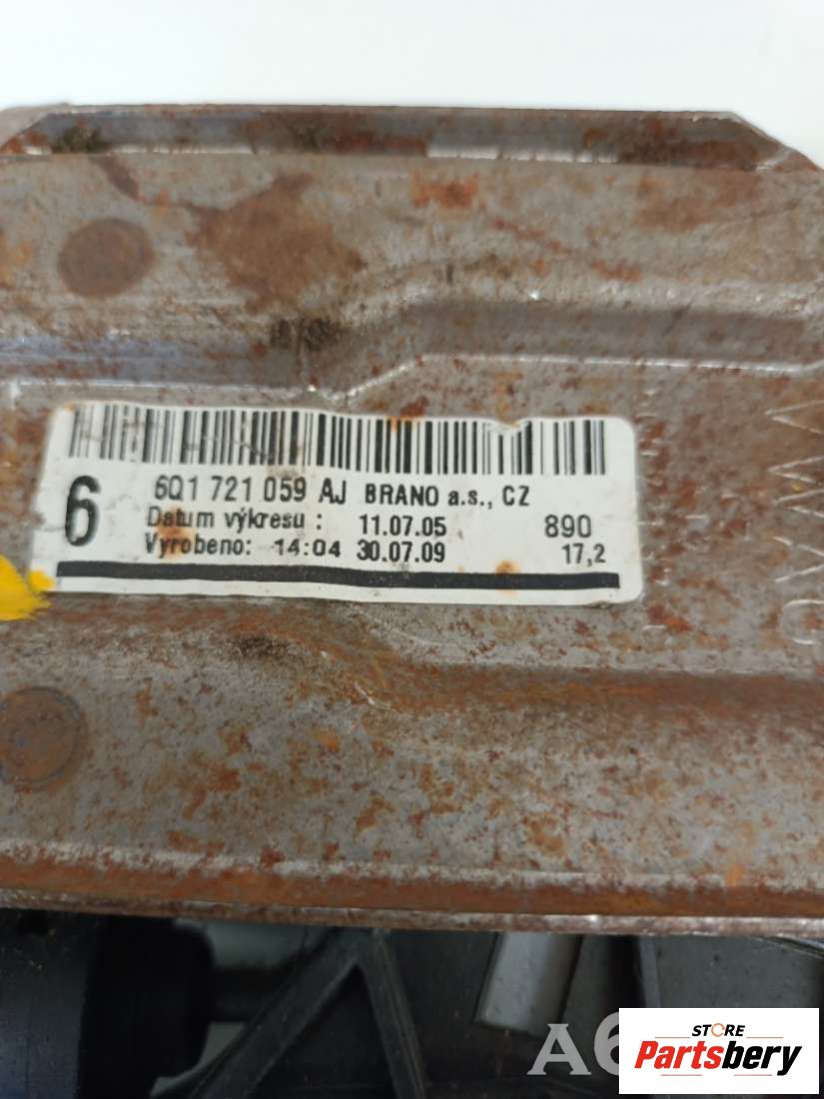 6 6Q1 721 059 AJ BRANO a.s., CZ
Datum výkresu : 11.07.05 890
Vyrobeno: 14:04 30.07.09 17,2
A6
STORE
Partsbery